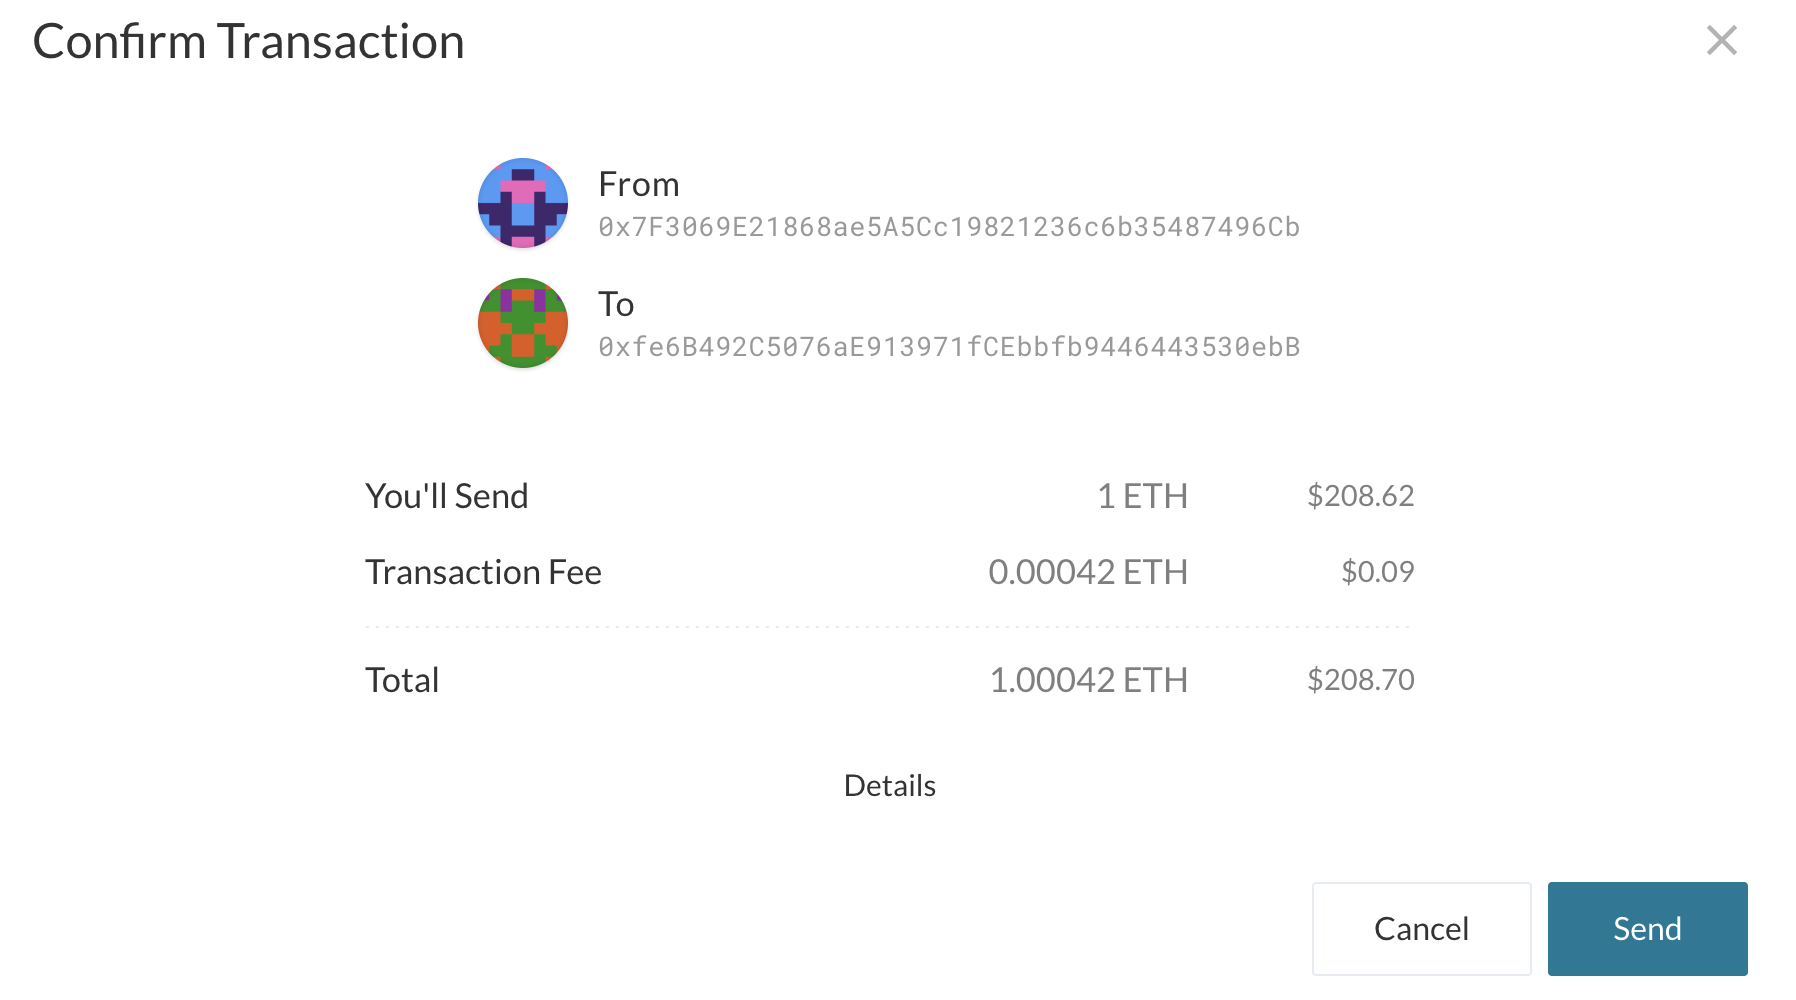 Confirm Transaction
From
0x7F3069E21868ae5A5Cc19821236c6b35487496Cb
To
0xfe6B492C5076aE913971fCEbbfb9446443530ebB
You'll Send 1 ETH $208.62
Transaction Fee 0.00042 ETH $0.09
Total 1.00042 ETH $208.70
Details
Cancel Send